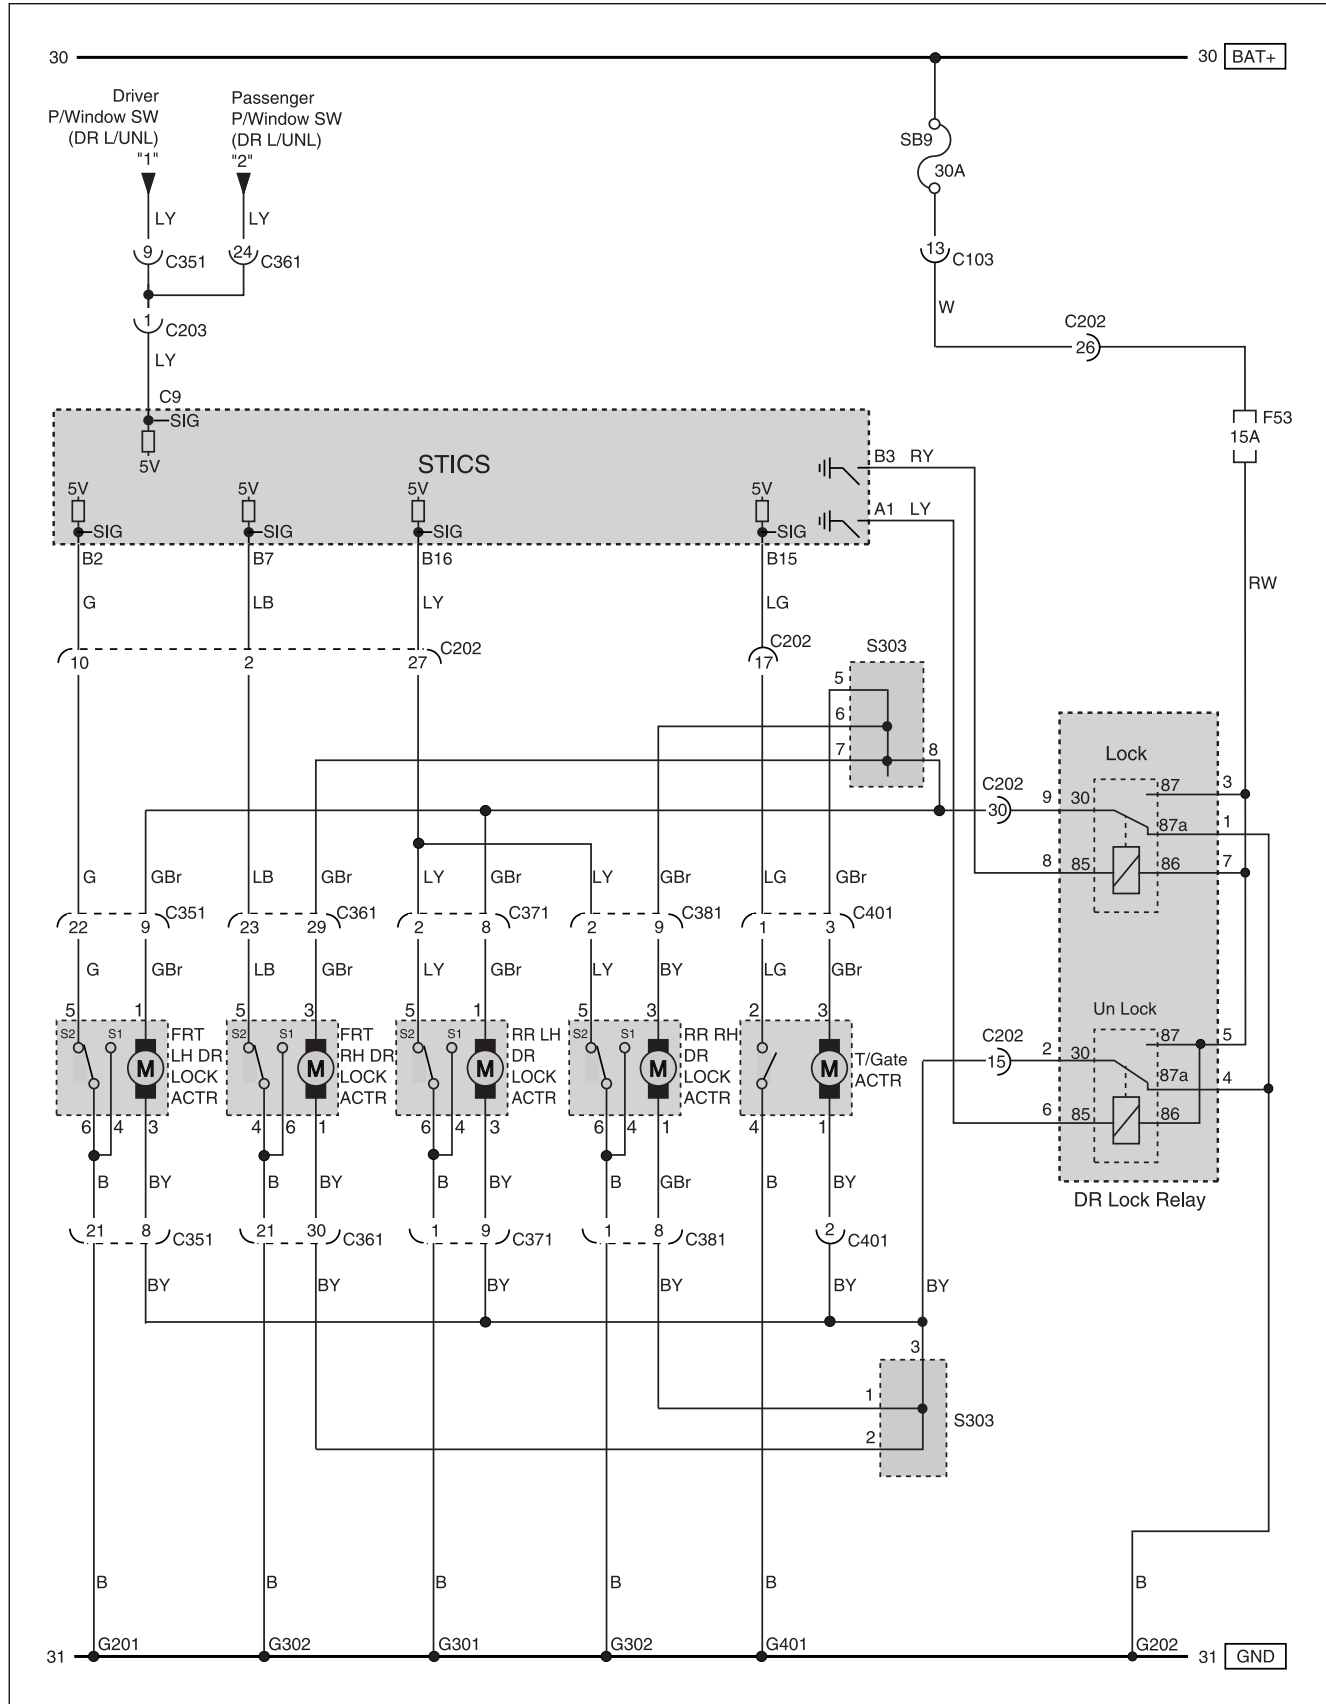 30
30 BAT+
Driver
P/Window SW
(DR L/UNL)
"1"
Passenger
P/Window SW
(DR L/UNL)
"2"
SB9
30A
LY LY
9 C351 24 C361
13 C103
1 C203
W
C202
26
LY
C9
SIG
5V
F53
15A
STICS
B3 RY
A1 LY
5V 5V 5V 5V
SIG SIG SIG SIG
B2 B7 B16 B15
RW
G LB LY LG
10 2 27 C202 17 C202
S303
5
6
7 8
Lock
C202
30 9 30 87 3
87a 1
8 85 86 7
G GBr LB GBr LY GBr LY GBr LG GBr
22 9 C351 23 29 C361 2 8 C371 2 9 C381 1 3 C401
G GBr LB GBr LY GBr LY BY LG GBr
5 1 5 3 5 1 5 3 2 3
S2 S1 M FRT
LH DR
LOCK
ACTR
S2 S1 M FRT
RH DR
LOCK
ACTR
S2 S1 M RR LH
DR
LOCK
ACTR
S2 S1 M RR RH
DR
LOCK
ACTR
M T/Gate
ACTR
Un Lock
C202
15 2 30 87 5
87a 4
6 85 86
DR Lock Relay
6 4 3 4 6 1 6 4 3 6 4 1 4 1
B BY B BY B BY B GBr B BY
21 8 C351 21 30 C361 1 9 C371 1 8 C381 2 C401
BY BY BY BY BY BY
3
1
2
S303
B B B B B B
31 G201 G302 G301 G302 G401 G202 31 GND